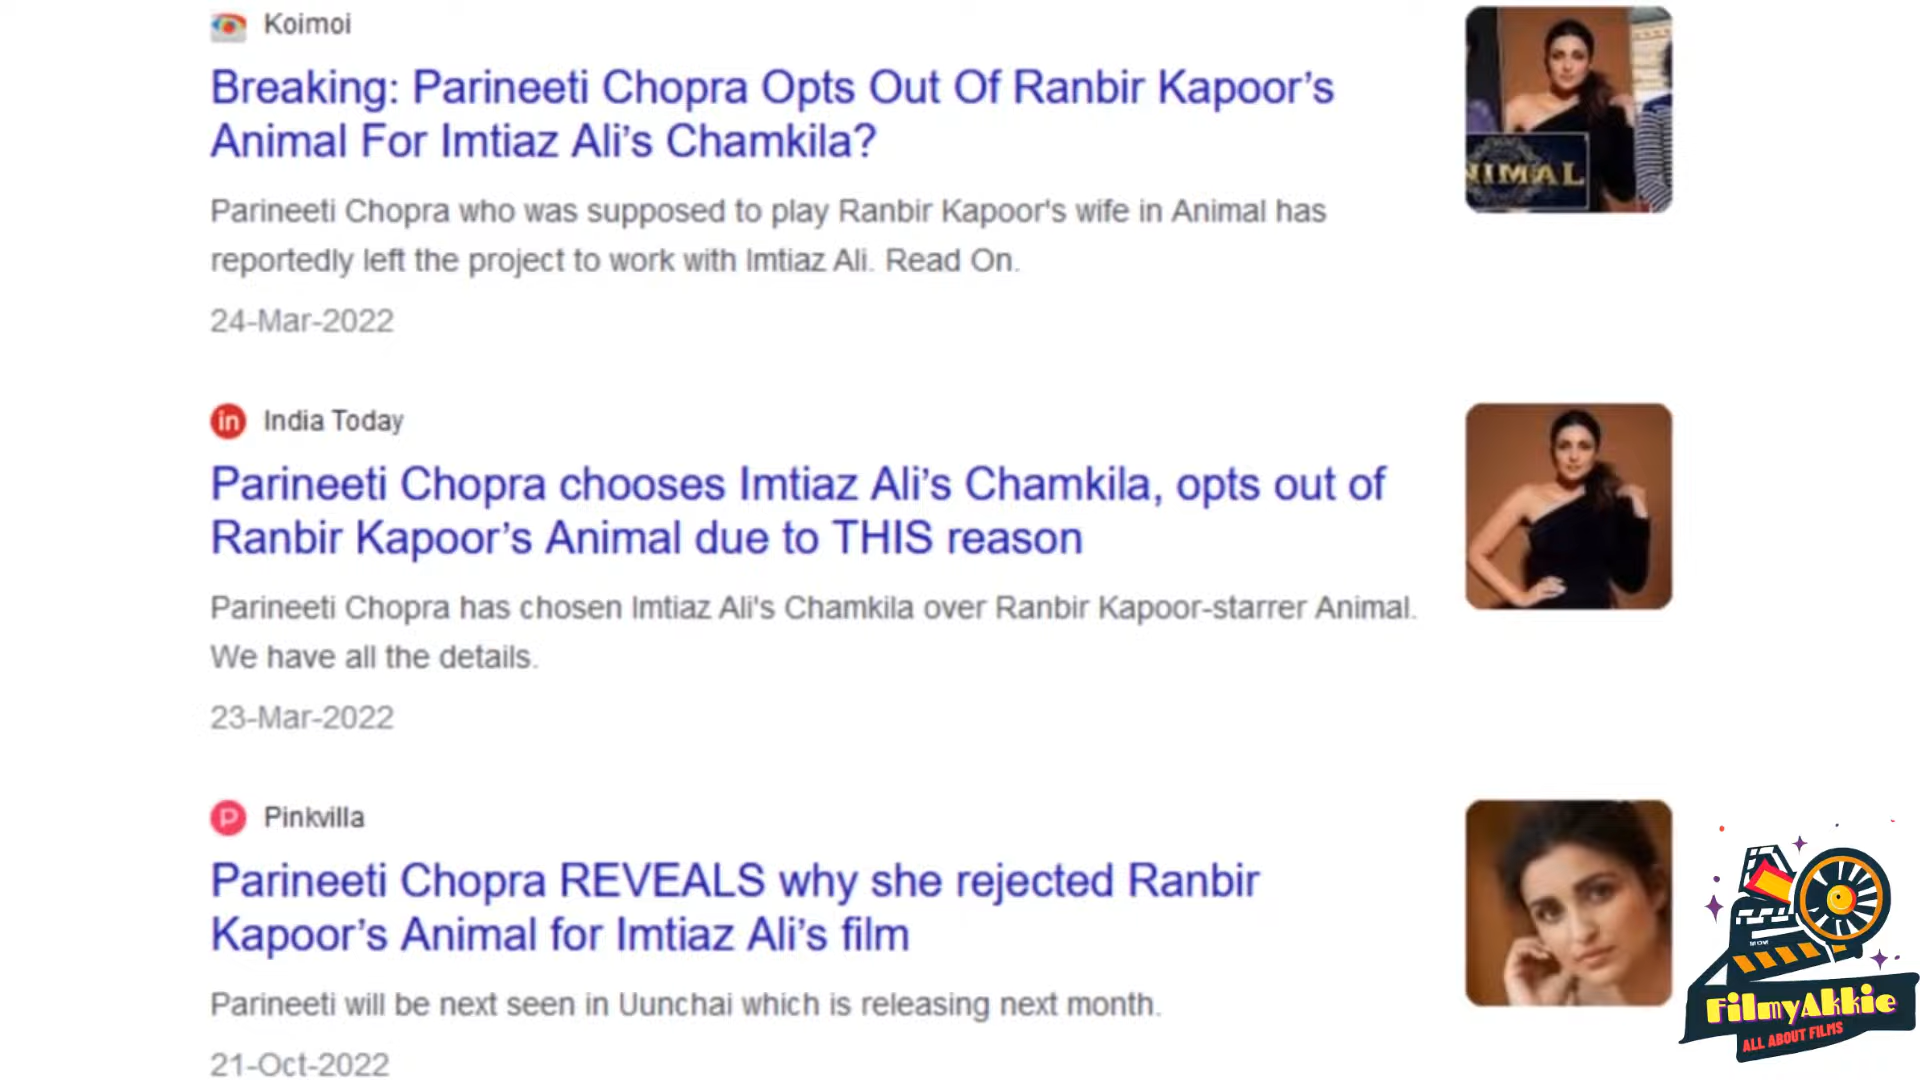 Koimoi
Breaking: Parineeti Chopra Opts Out Of Ranbir Kapoor’s
Animal For Imtiaz Ali’s Chamkila?
Parineeti Chopra who was supposed to play Ranbir Kapoor's wife in Animal has
reportedly left the project to work with Imtiaz Ali. Read On.
24-Mar-2022
NIMAL
in India Today
Parineeti Chopra chooses Imtiaz Ali’s Chamkila, opts out of
Ranbir Kapoor’s Animal due to THIS reason
Parineeti Chopra has chosen Imtiaz Ali's Chamkila over Ranbir Kapoor-starrer Animal.
We have all the details.
23-Mar-2022
P Pinkvilla
Parineeti Chopra REVEALS why she rejected Ranbir
Kapoor’s Animal for Imtiaz Ali’s film
Parineeti will be next seen in Uunchai which is releasing next month.
21-Oct-2022
FilmyAkkie
ALL ABOUT FILMS